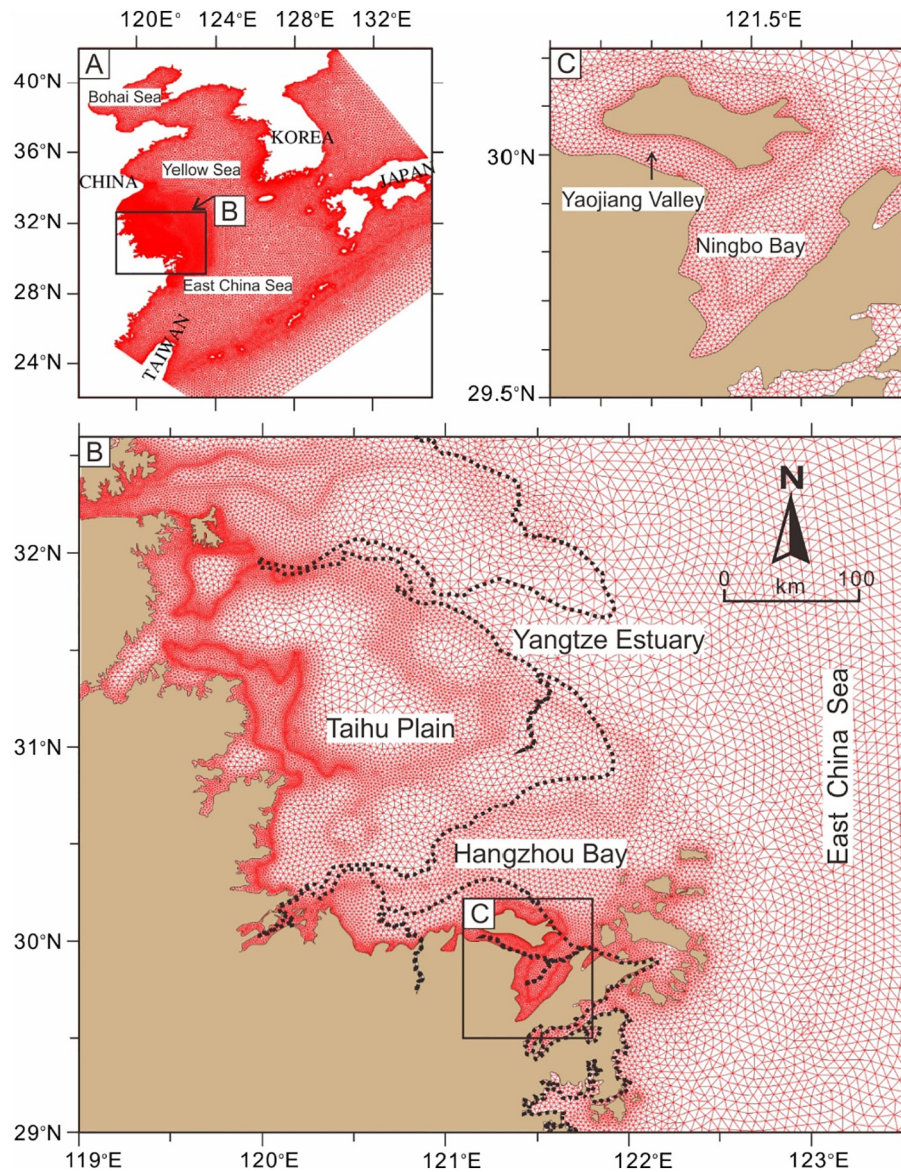 120E° 124°E 128°E 132°E
121.5°E
A
40°N
Bohai Sea
KOREA
36°N
Yellow Sea
JAPAN
CHINA
B
32°N
28°N
East China Sea
TAIWAN
24°N
C
30°N
Yaojiang Valley
Ningbo Bay
29.5°N
B
N
32°N
0 km 100
Yangtze Estuary
Taihu Plain
31°N
East China Sea
Hangzhou Bay
C
30°N
29°N
119°E 120°E 121°E 122°E 123°E